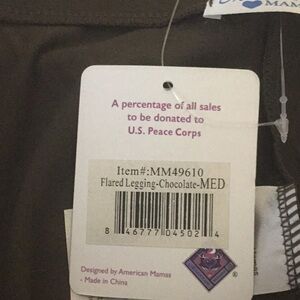 MAM
A percentage of all sales
to be donated to
U.S. Peace Corps
Item#:MM49610
Flared Legging-Chocolate-MED
8 46777 04502 4
Designed by American Mamas
- Made in China
®